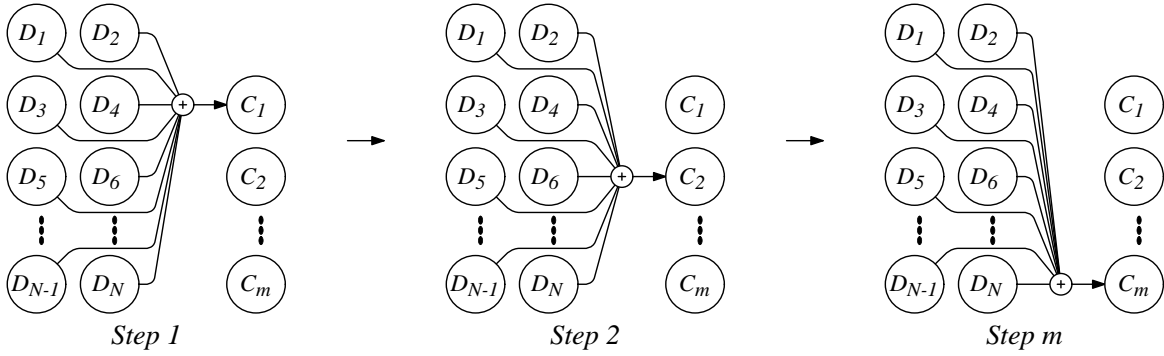 D1 D2 D1 D2 D1 D2
D3 D4 + C1 D3 D4 C1 D3 D4 C1
D5 D6 C2 D5 D6 + C2 D5 D6 C2
DN-1 DN Cm DN-1 DN Cm DN-1 DN + Cm
Step 1 Step 2 Step m